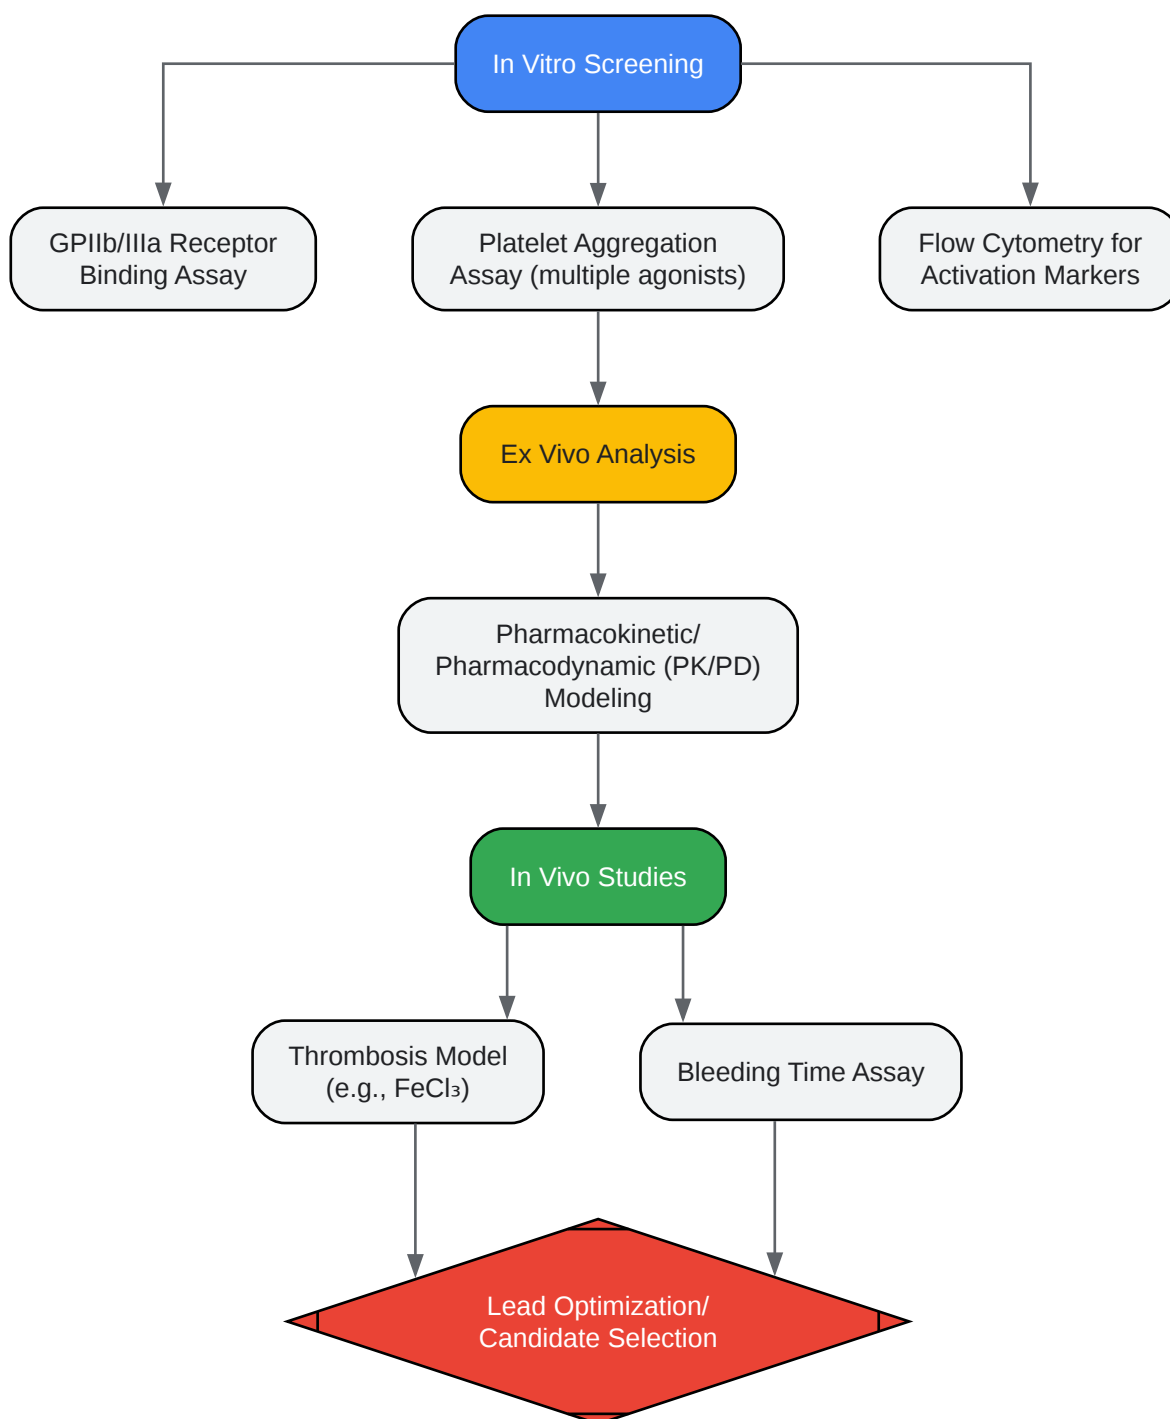 In Vitro Screening
GPIIb/IIIa Receptor
Binding Assay
Platelet Aggregation
Assay (multiple agonists)
Flow Cytometry for
Activation Markers
Ex Vivo Analysis
Pharmacokinetic/
Pharmacodynamic (PK/PD)
Modeling
In Vivo Studies
Thrombosis Model
(e.g., FeCl₃)
Bleeding Time Assay
Lead Optimization/
Candidate Selection